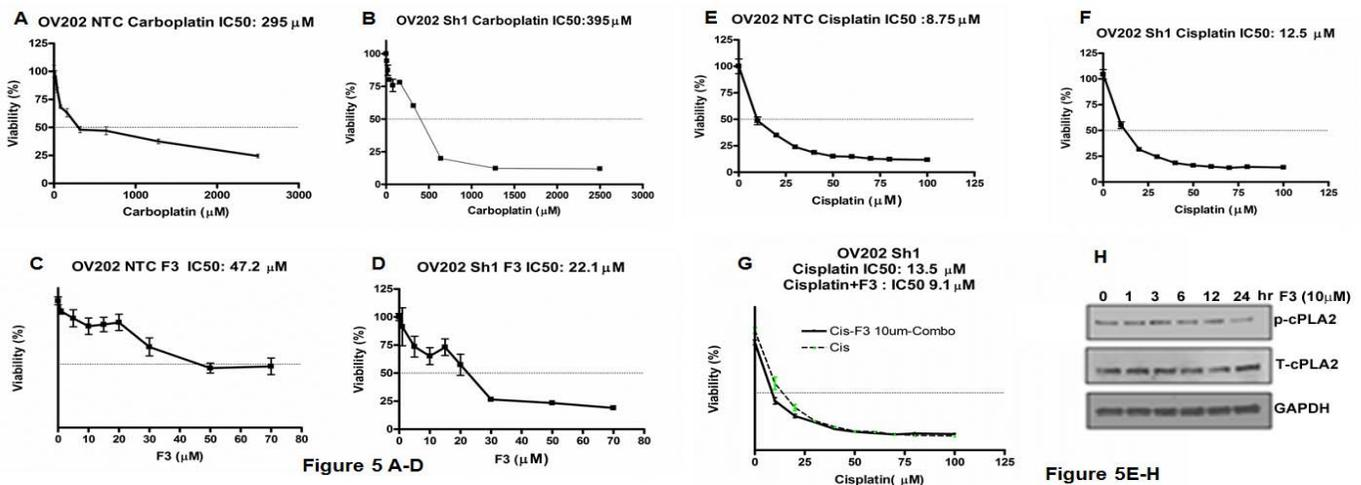 A
OV202 NTC Carboplatin IC50: 295 μM
125
100
75
50
25
0
Viability (%)
0
1000
2000
3000
Carboplatin (μM)
B
OV202 Sh1 Carboplatin IC50:395μM
100
75
50
25
0
Viability (%)
0
500
1000
1500
2000
2500
3000
Carboplatin (μM)
E
OV202 NTC Cisplatin IC50 :8.75 μM
125
100
75
50
25
0
Viability (%)
0
25
50
75
100
125
Cisplatin (μM)
F
OV202 Sh1 Cisplatin IC50: 12.5 μM
125
100
75
50
25
0
Viability (%)
0
25
50
75
100
125
Cisplatin (μM)
C
OV202 NTC F3 IC50: 47.2 μM
Viability (%)
0
10
20
30
40
50
60
70
80
F3 (μM)
D
OV202 Sh1 F3 IC50: 22.1 μM
125
100
75
50
25
0
Viability (%)
0
10
20
30
40
50
60
70
80
F3 (μM)
Figure 5 A-D
G
OV202 Sh1
Cisplatin IC50: 13.5 μM
Cisplatin+F3 : IC50 9.1 μM
Cis-F3 10um-Combo
Cis
Viability (%)
0
25
50
75
100
125
Cisplatin( μM)
H
0 1 3 6 12 24 hr F3 (10μM)
p-cPLA2
T-cPLA2
GAPDH
Figure 5E-H